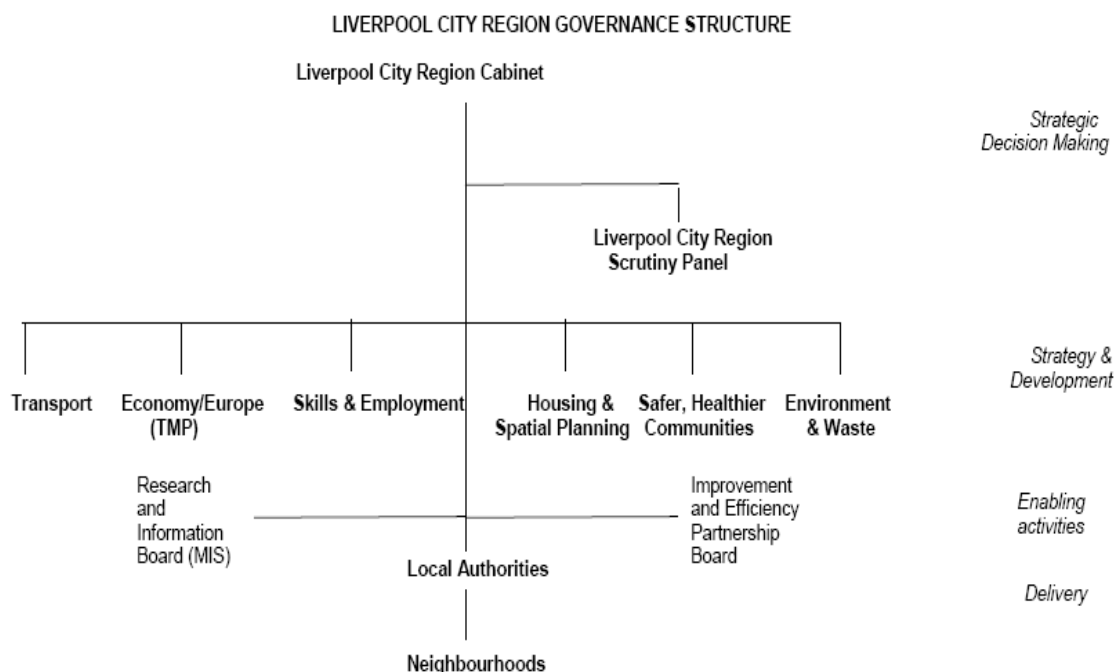 LIVERPOOL CITY REGION GOVERNANCE STRUCTURE
Liverpool City Region Cabinet
Strategic
Decision Making
Liverpool City Region
Scrutiny Panel
Strategy &
Development
Transport
Economy/Europe
(TMP)
Skills & Employment
Housing &
Spatial Planning
Safer, Healthier
Communities
Environment
& Waste
Research
and
Information
Board (MIS)
Improvement
and Efficiency
Partnership
Board
Enabling
activities
Local Authorities
Delivery
Neighbourhoods